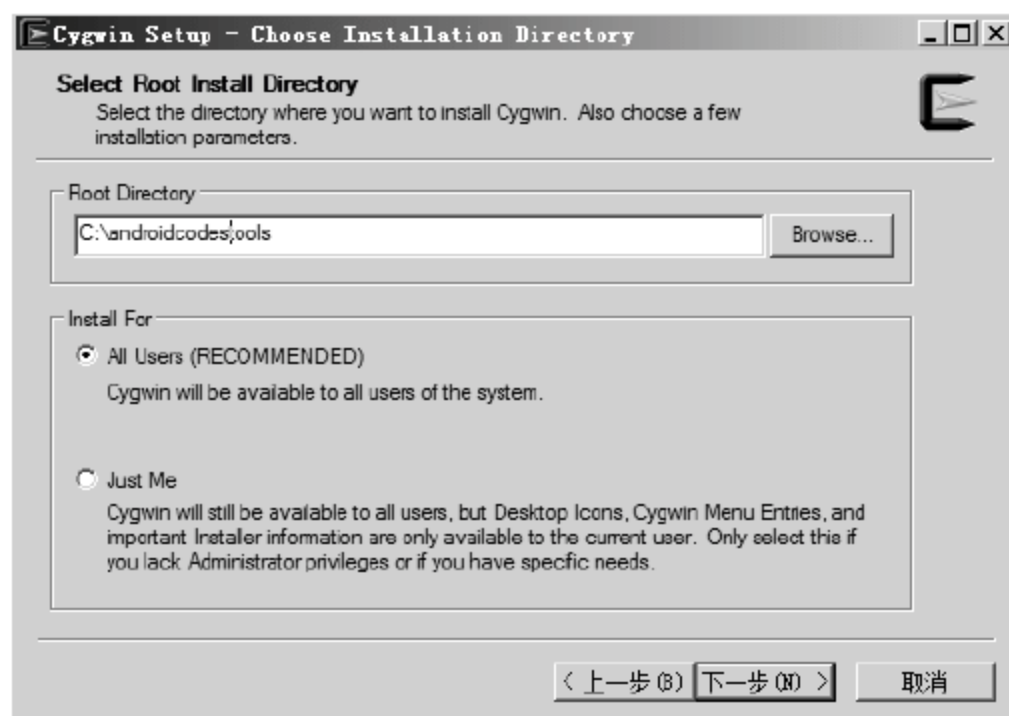 Cygwin Setup - Choose Installation Directory
Select Root Install Directory
Select the directory where you want to install Cygwin. Also choose a few
installation parameters.
Root Directory
C:\androidcodestools
Browse...
Install For
All Users (RECOMMENDED)
Cygwin will be available to all users of the system.
Just Me
Cygwin will still be available to all users, but Desktop Icons, Cygwin Menu Entries, and
important Installer information are only available to the current user. Only select this if
you lack Administrator privileges or if you have specific needs.
< 上一步(B) 下一步(N) > 取消